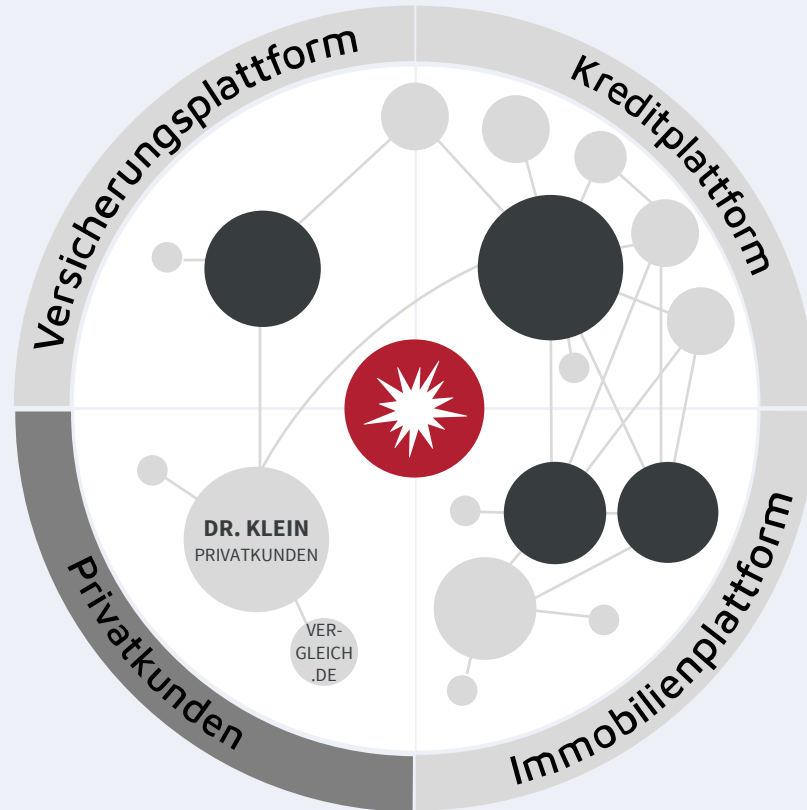 Versicherungsplattform
Kreditplattform
DR. KLEIN
PRIVATKUNDEN
VER-
GLEICH
.DE
Privatkunden
Immobilienplattform